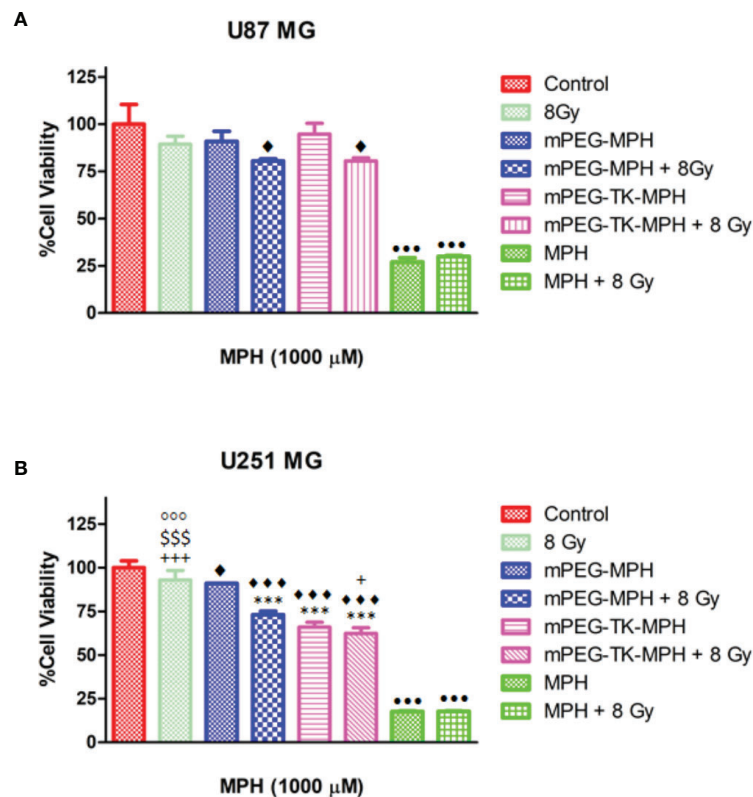 A
U87 MG
%Cell Viability
125
100
75
50
25
0
♦
♦
•••
•••
MPH (1000 µM)
Control
8Gy
mPEG-MPH
mPEG-MPH + 8Gy
mPEG-TK-MPH
mPEG-TK-MPH + 8 Gy
MPH
MPH + 8 Gy
B
U251 MG
%Cell Viability
125
100
75
50
25
0
°°°
$$$
+++
♦
♦♦♦
***
♦♦♦
***
+
♦♦♦
***
•••
•••
MPH (1000 µM)
Control
8 Gy
mPEG-MPH
mPEG-MPH + 8 Gy
mPEG-TK-MPH
mPEG-TK-MPH + 8 Gy
MPH
MPH + 8 Gy